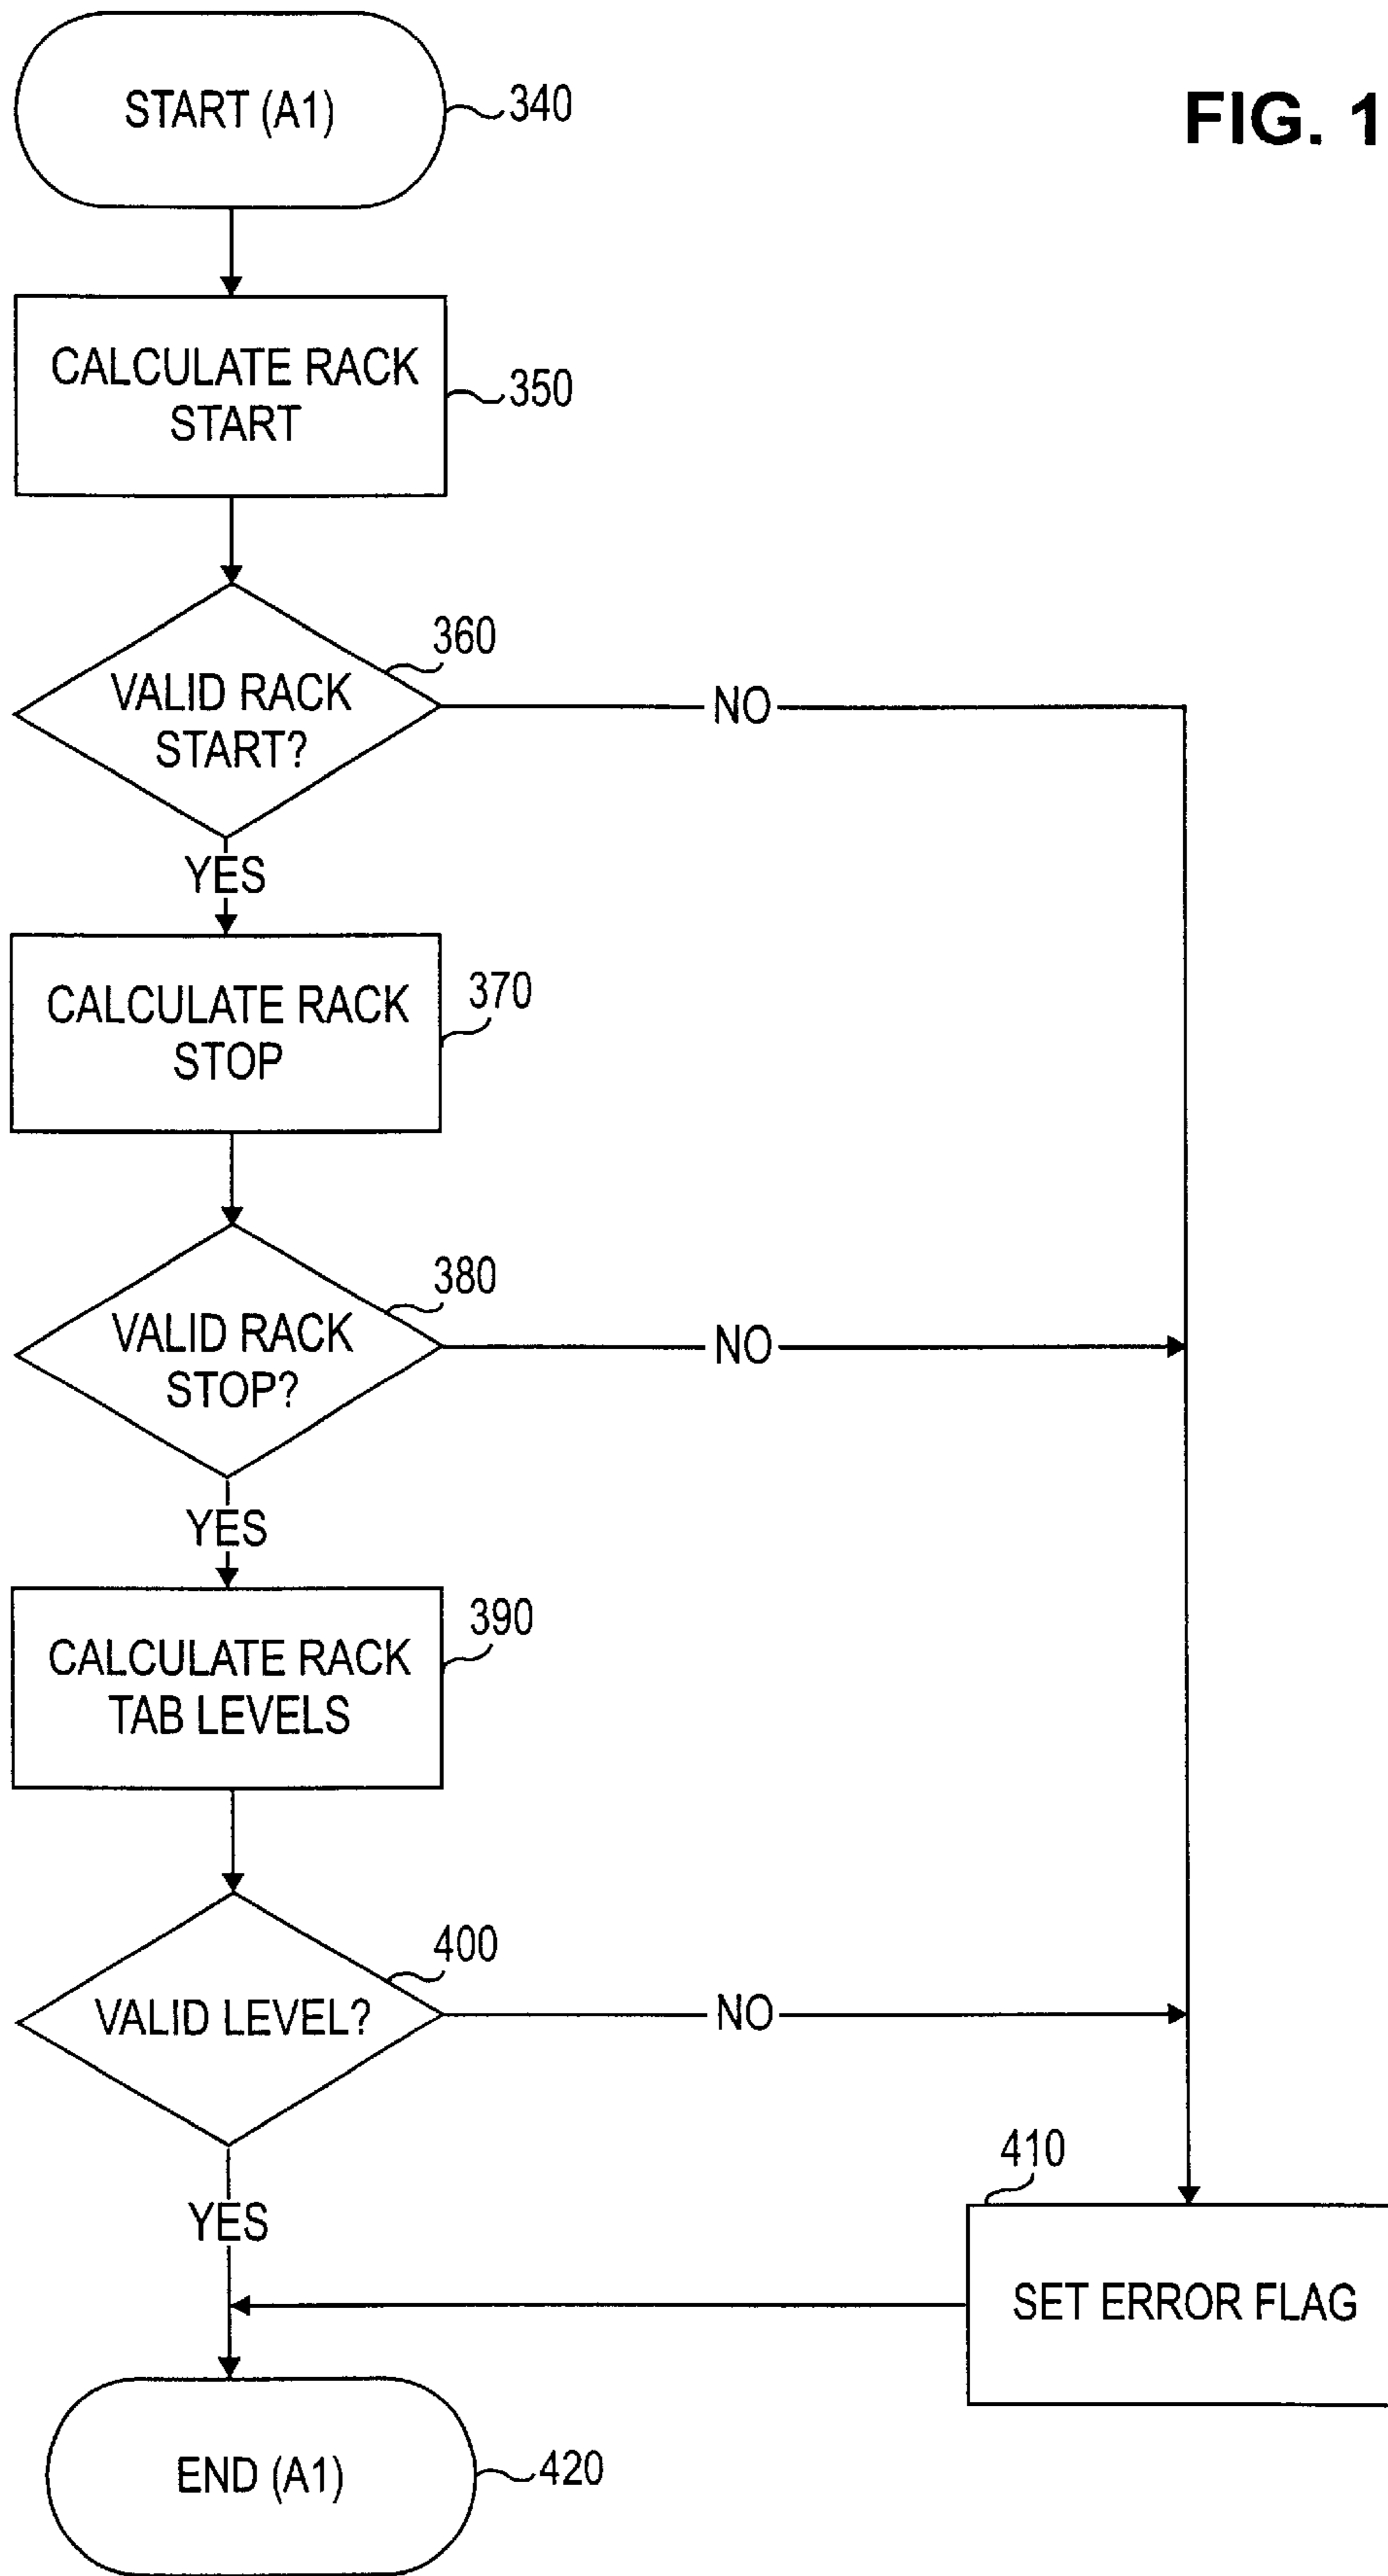 FIG. 1
START (A1)
340
CALCULATE RACK
START
350
360
VALID RACK
START?
NO
YES
CALCULATE RACK
STOP
370
380
VALID RACK
STOP?
NO
YES
CALCULATE RACK
TAB LEVELS
390
400
VALID LEVEL?
NO
YES
410
SET ERROR FLAG
END (A1)
420